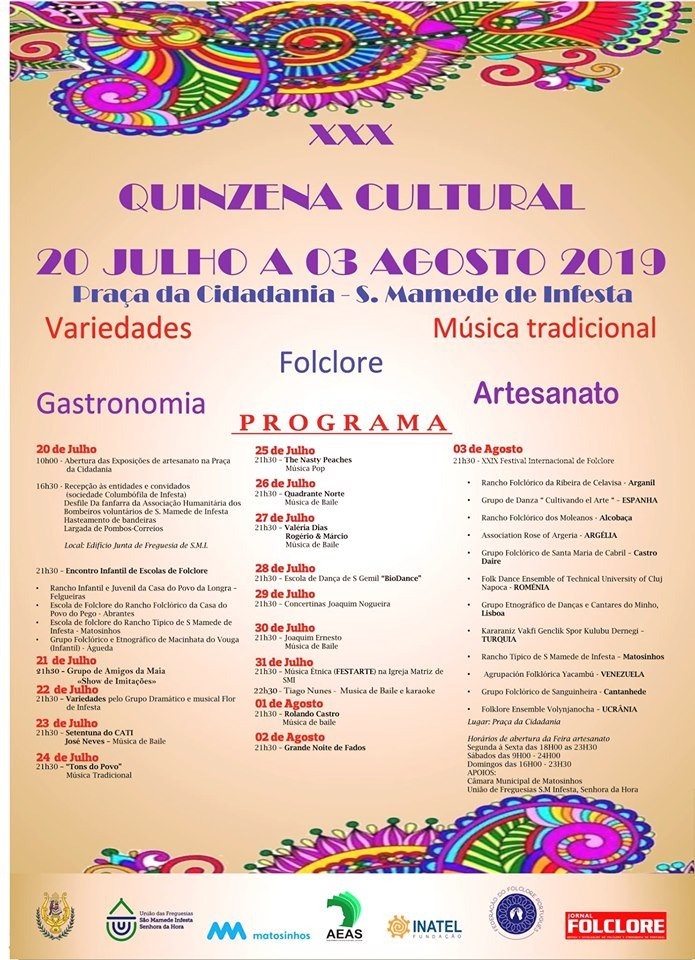 XXX
QUINZENA CULTURAL
20 JULHO A 03 AGOSTO 2019
Praça da Cidadania - S. Mamede de Infesta
Variedades
Música tradicional
Folclore
Gastronomia
Artesanato
PROGRAMA
20 de Julho
10h00 - Abertura das Exposições de artesanato na Praça
da Cidadania
16h30 - Recepção às entidades e convidados
(sociedade Columbófila de Infesta)
Desfile Da fanfarra da Associação Humanitária dos
Bombeiros voluntários de S. Mamede de Infesta
Hasteamento de bandeiras
Largada de Pombos-Correios
Local: Edifício Junta de Freguesia de S.M.I.
21h30 – Encontro Infantil de Escolas de Folclore
• Rancho Infantil e Juvenil da Casa do Povo da Longra –
Felgueiras
• Escola de Folclore do Rancho Folclórico da Casa do
Povo do Pego - Abrantes
• Escola de folclore do Rancho Típico de S Mamede de
Infesta - Matosinhos
• Grupo Folclórico e Etnográfico de Macinhata do Vouga
(Infantil) - Águeda
21 de Julho
21h30 – Grupo de Amigos da Maia
«Show de Imitações»
22 de Julho
21h30 – Variedades pelo Grupo Dramático e musical Flor
de Infesta
23 de Julho
21h30 – Setentuna do CATI
José Neves – Música de Baile
24 de Julho
21h30 – "Tons do Povo"
Música Tradicional
25 de Julho
21h30 – The Nasty Peaches
Música Pop
26 de Julho
21h30 – Quadrante Norte
Música de Baile
27 de Julho
21h30 – Valéria Dias
Rogério & Márcio
Música de Baile
28 de Julho
21h30 – Escola de Dança de S Gemil "BioDance"
29 de Julho
21h30 – Concertinas Joaquim Nogueira
30 de Julho
21h30 – Joaquim Ernesto
Música de Baile
31 de Julho
21h30 – Música Étnica (FESTARTE) na Igreja Matriz de
SMI
22h30 - Tiago Nunes - Musica de Baile e karaoke
01 de Agosto
21h30 – Rolando Castro
Música de baile
02 de Agosto
21h30 – Grande Noite de Fados
03 de Agosto
21h30 - XXIX Festival Internacional de Folclore
• Rancho Folclórico da Ribeira de Celavisa - Arganil
• Grupo de Danza " Cultivando el Arte " – ESPANHA
• Rancho Folclórico dos Moleanos - Alcobaça
• Association Rose of Argeria - ARGÉLIA
• Grupo Folclórico de Santa Maria de Cabril – Castro
Daire
• Folk Dance Ensemble of Technical University of Cluj
Napoca - ROMÉNIA
• Grupo Etnográfico de Danças e Cantares do Minho,
Lisboa
• Kararaniz Vakfi Genclik Spor Kulubu Dernegi –
TURQUIA
• Rancho Típico de S Mamede de Infesta – Matosinhos
• Agrupación Folklórica Yacambú - VENEZUELA
• Grupo Folclórico de Sanguinheira - Cantanhede
• Folklore Ensemble Volynjanocha - UCRÂNIA
Lugar: Praça da Cidadania
Horários de abertura da Feira artesanato
Segunda à Sexta das 18H00 as 23H30
Sábados das 9H00 - 24H00
Domingos das 16H00 - 23H30
APOIOS:
Câmara Municipal de Matosinhos
União de Freguesias S.M Infesta, Senhora da Hora
União das Freguesias
São Mamede Infesta
Senhora da Hora
matosinhos
AEAS
INATEL
FUNDAÇÃO
FEDERAÇÃO DO FOLCLORE PORTUGUÊS
JORNAL
FOLCLORE